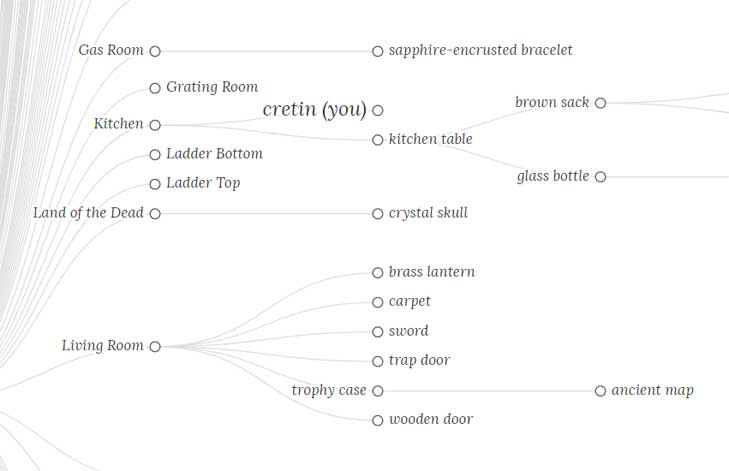 Gas Room
sapphire-encrusted bracelet
Grating Room
brown sack
cretin (you)
Kitchen
kitchen table
Ladder Bottom
glass bottle
Ladder Top
Land of the Dead
crystal skull
brass lantern
carpet
sword
Living Room
trap door
trophy case
ancient map
wooden door